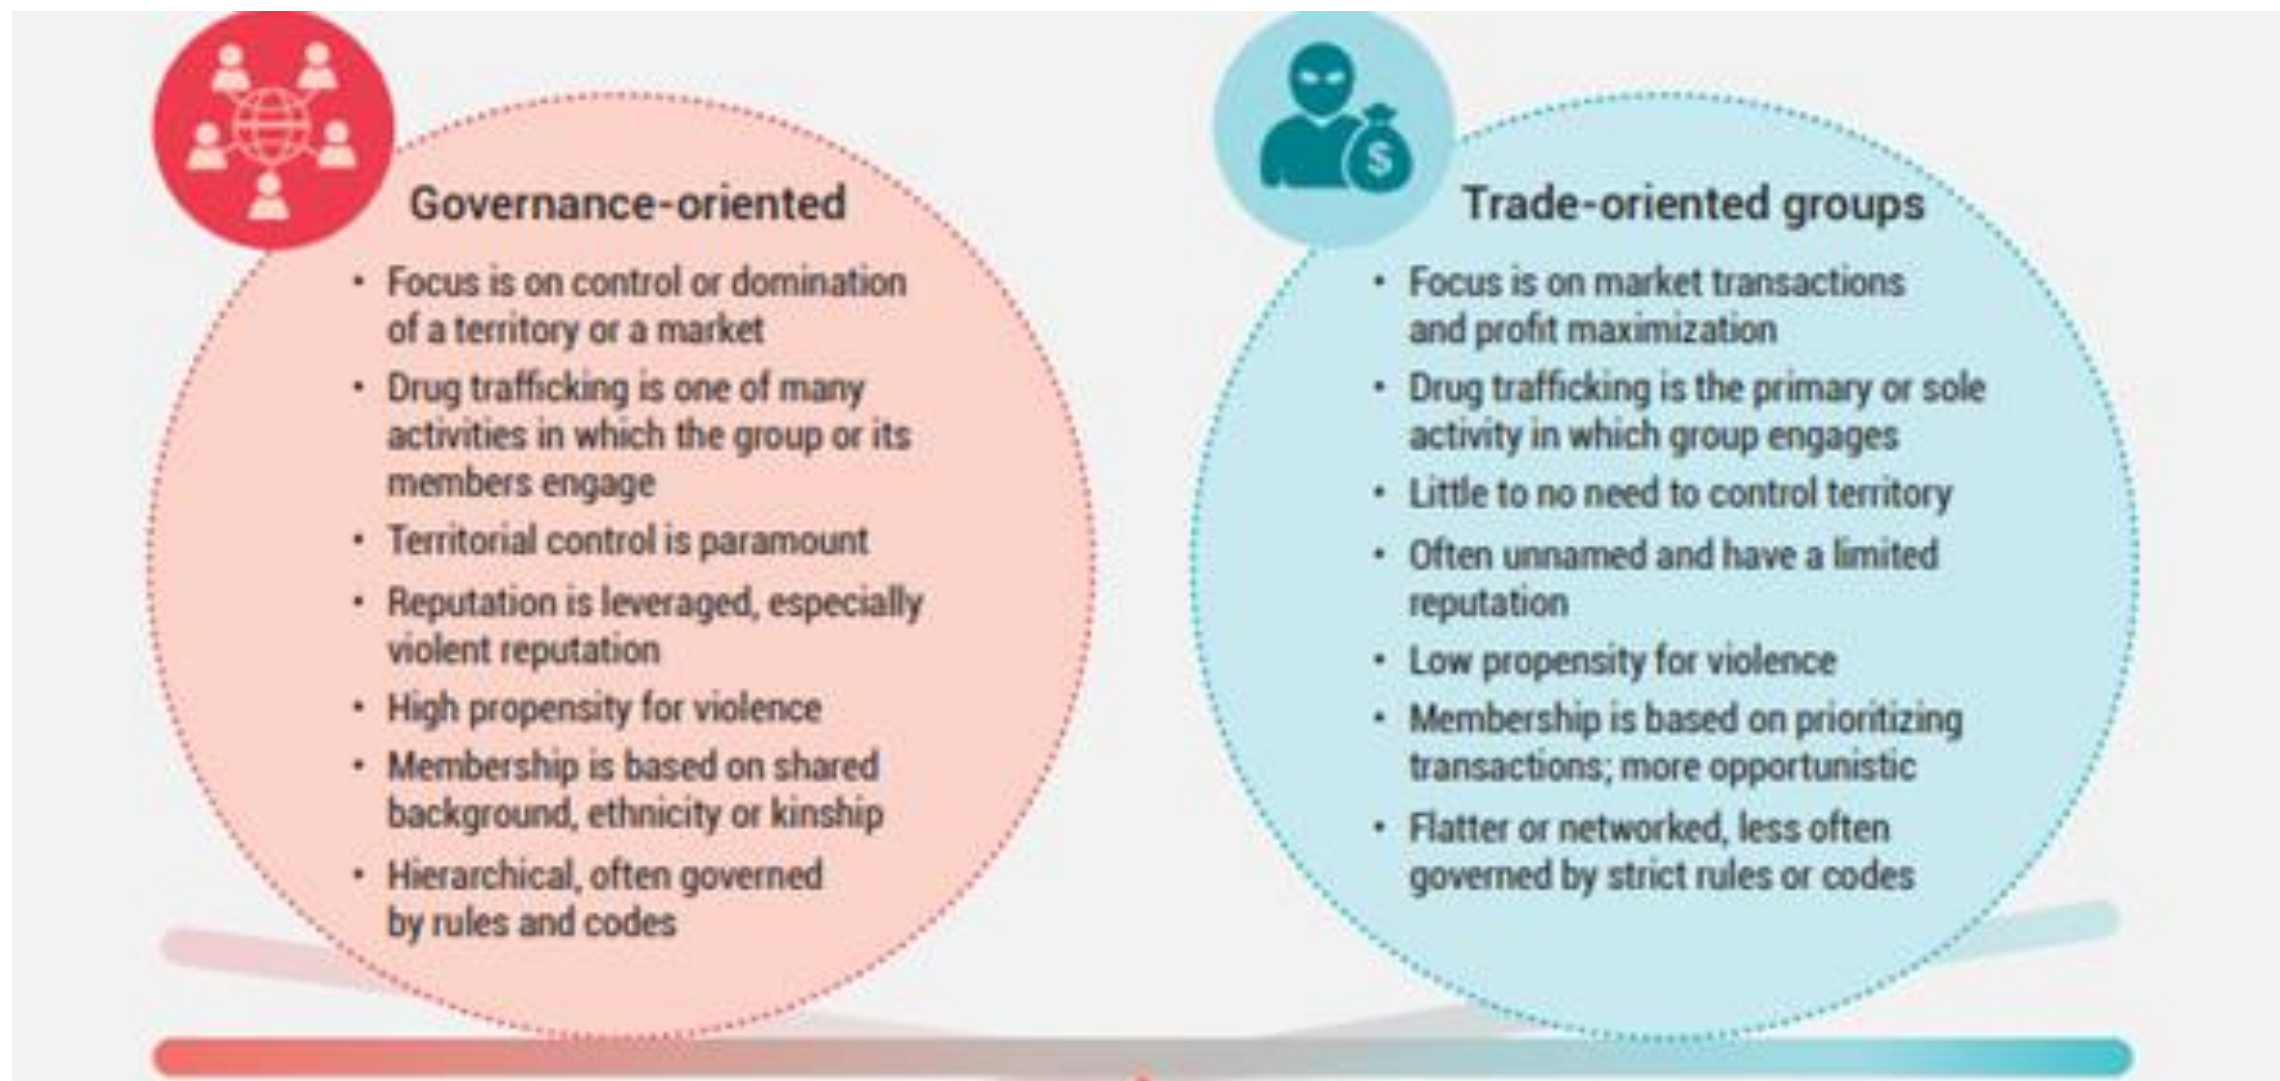 Governance-oriented
• Focus is on control or domination
of a territory or a market
• Drug trafficking is one of many
activities in which the group or its
members engage
• Territorial control is paramount
• Reputation is leveraged, especially
violent reputation
• High propensity for violence
• Membership is based on shared
background, ethnicity or kinship
• Hierarchical, often governed
by rules and codes
$
Trade-oriented groups
• Focus is on market transactions
and profit maximization
• Drug trafficking is the primary or sole
activity in which group engages
• Little to no need to control territory
• Often unnamed and have a limited
reputation
• Low propensity for violence
• Membership is based on prioritizing
transactions; more opportunistic
• Flatter or networked, less often
governed by strict rules or codes